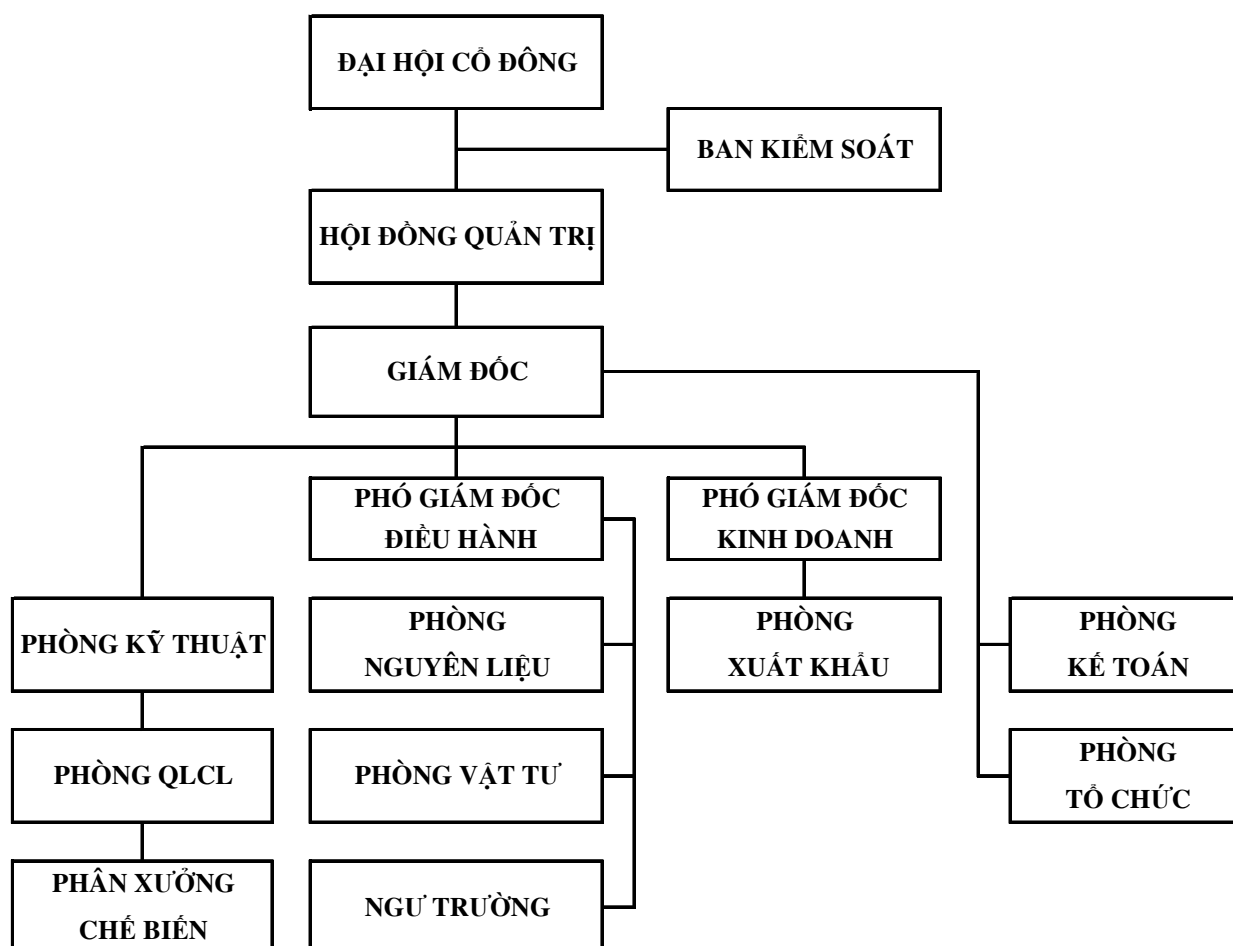 ĐẠI HỘI CỔ ĐÔNG
BAN KIỂM SOÁT
HỘI ĐỒNG QUẢN TRỊ
GIÁM ĐỐC
PHÓ GIÁM ĐỐC
ĐIỀU HÀNH
PHÓ GIÁM ĐỐC
KINH DOANH
PHÒNG KỸ THUẬT
PHÒNG
NGUYÊN LIỆU
PHÒNG
XUẤT KHẨU
PHÒNG
KẾ TOÁN
PHÒNG QLCL
PHÒNG VẬT TƯ
PHÒNG
TỔ CHỨC
PHÂN XƯỞNG
CHẾ BIẾN
NGƯ TRƯỜNG